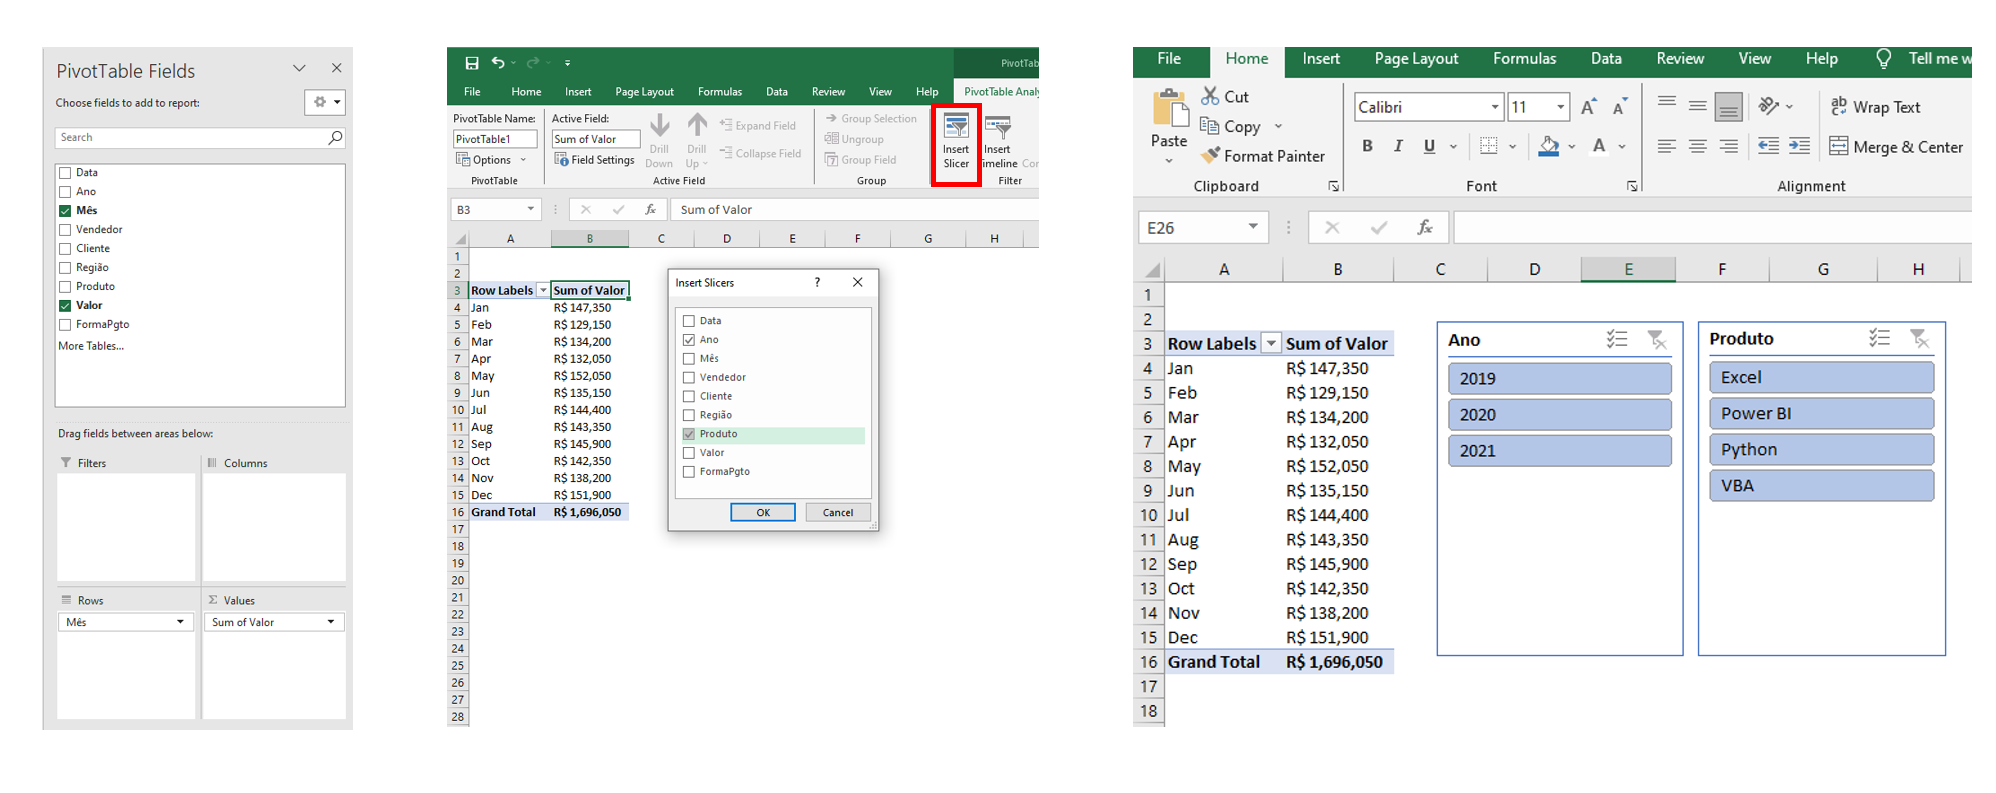 PivotTable Fields
Choose fields to add to report:
Search
Data
Ano
Mês
Vendedor
Cliente
Região
Produto
Valor
FormaPgto
More Tables...
Drag fields between areas below:
Filters
Columns
Rows
Values
Mês
Sum of Valor
PivotTab
File Home Insert Page Layout Formulas Data Review View Help PivotTable Analy
PivotTable Name:
PivotTable1
Options
PivotTable
Active Field:
Sum of Valor
Field Settings
Drill Down
Drill Up
Expand Field
Collapse Field
Active Field
Group Selection
Ungroup
Group Field
Group
Insert Slicer
Insert Timeline
Filter
B3 fx Sum of Valor
A B C D E F G H
1
2
3 Row Labels Sum of Valor
4 Jan R$ 147,350
5 Feb R$ 129,150
6 Mar R$ 134,200
7 Apr R$ 132,050
8 May R$ 152,050
9 Jun R$ 135,150
10 Jul R$ 144,400
11 Aug R$ 143,350
12 Sep R$ 145,900
13 Oct R$ 142,350
14 Nov R$ 138,200
15 Dec R$ 151,900
16 Grand Total R$ 1,696,050
17
18
19
20
21
22
23
24
25
26
27
28
Insert Slicers ?
Data
Ano
Mês
Vendedor
Cliente
Região
Produto
Valor
FormaPgto
OK Cancel
File Home Insert Page Layout Formulas Data Review View Help Tell me w
Paste
Cut
Copy
Format Painter
Clipboard
Calibri 11 A A
B I U A
Font
ab Wrap Text
Merge & Center
Alignment
E26 fx
A B C D E F G H
1
2
3 Row Labels Sum of Valor
4 Jan R$ 147,350
5 Feb R$ 129,150
6 Mar R$ 134,200
7 Apr R$ 132,050
8 May R$ 152,050
9 Jun R$ 135,150
10 Jul R$ 144,400
11 Aug R$ 143,350
12 Sep R$ 145,900
13 Oct R$ 142,350
14 Nov R$ 138,200
15 Dec R$ 151,900
16 Grand Total R$ 1,696,050
17
18
Ano
2019
2020
2021
Produto
Excel
Power BI
Python
VBA